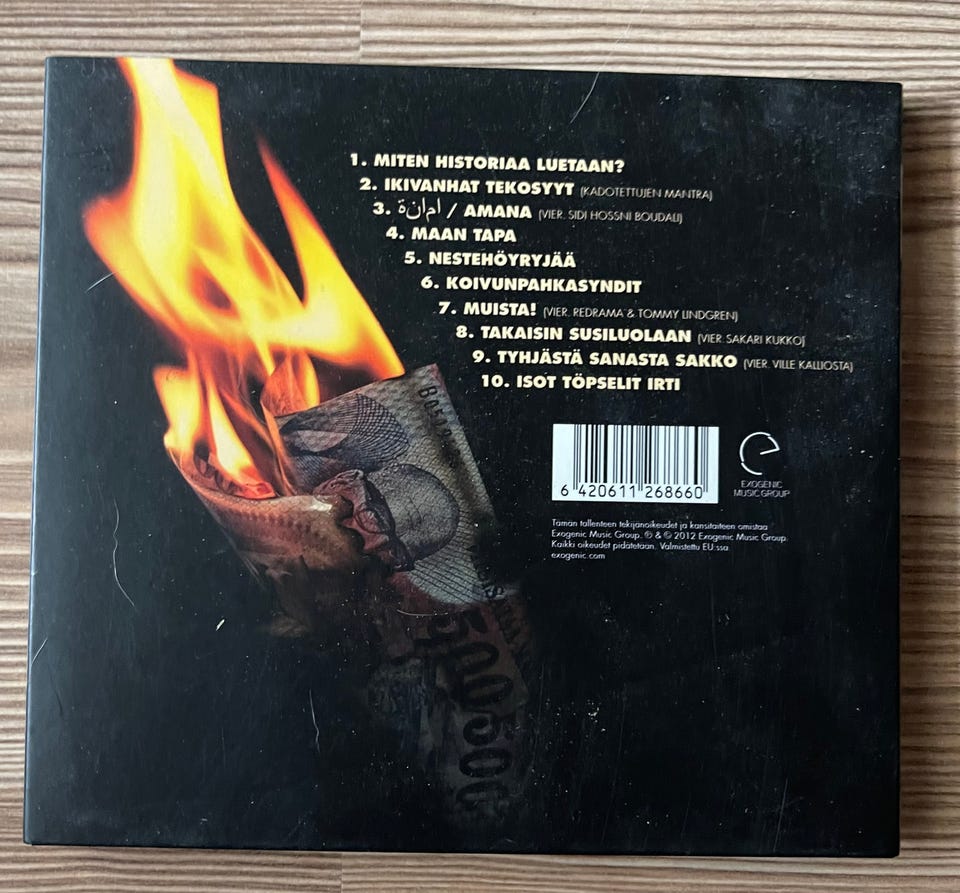 1. MITEN HISTORIAA LUETAAN?
2. IKIVANHAT TEKOSYYT (KADOTETTUJEN MANTRA)
3. امانة / AMANA (VIER. SIDI HOSSNI BOUDALI)
4. MAAN TAPA
5. NESTEHÖYRYJÄÄ
6. KOIVUNPAHKASYNDIT
7. MUISTA! (VIER. REDRAMA & TOMMY LINDGREN)
8. TAKAISIN SUSILUOLAAN (VIER. SAKARI KUKKO)
9. TYHJÄSTÄ SANASTA SAKKO (VIER. VILLE KALLIOSTA)
10. ISOT TÖPSELIT IRTI
6 420611 268660
EXOGENIC
MUSIC GROUP
Tämän tallenteen tekijänoikeudet ja kansitaiteen omistaa
Exogenic Music Group. ℗ & © 2012 Exogenic Music Group.
Kaikki oikeudet pidätetään. Valmistettu EU:ssa
exogenic.com
500